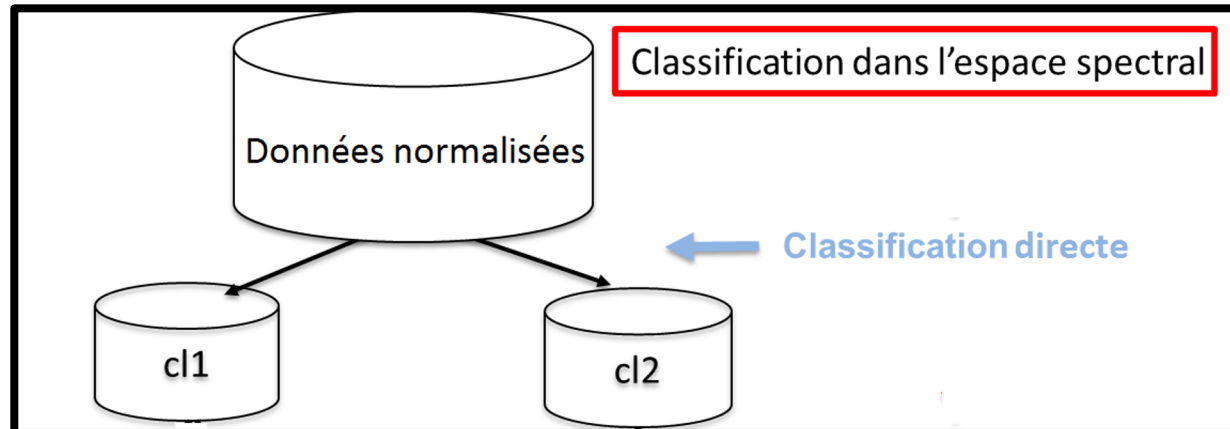 Classification dans l’espace spectral
Données normalisées
Classification directe
cl1
cl2